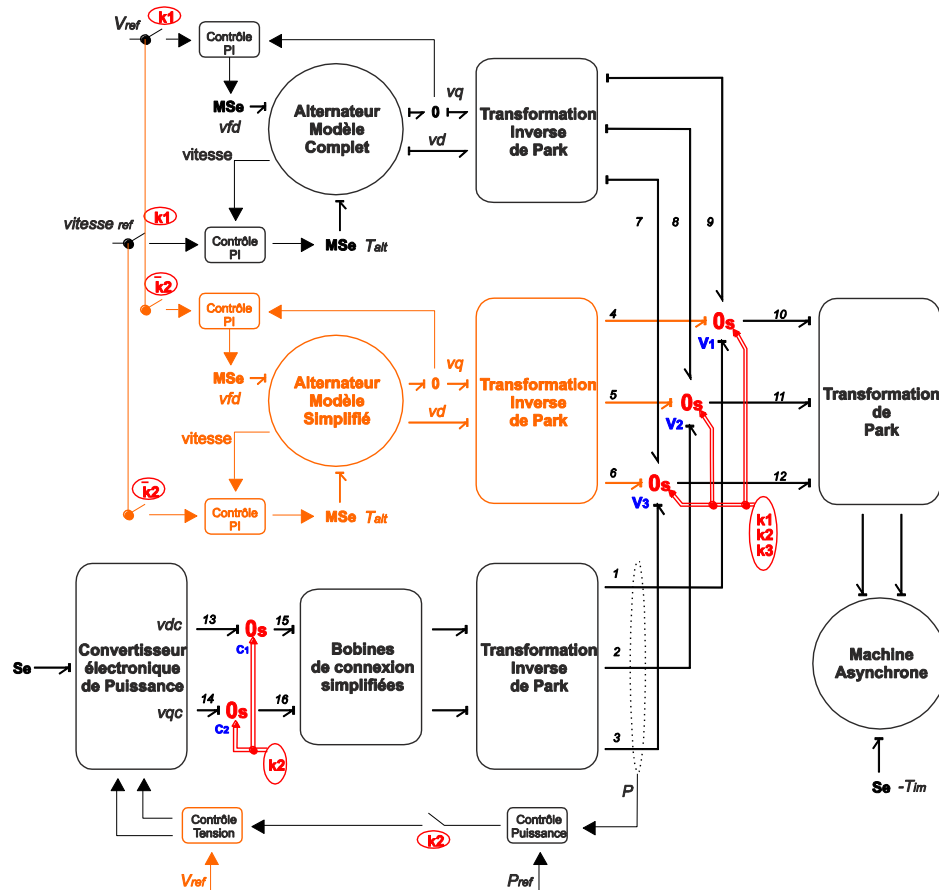 Vref
k1
Contrôle
PI
MSe
vfd
Alternateur
Modèle
Complet
0
vq
vd
Transformation
Inverse
de Park
vitesse
vitesse ref
k1
Contrôle
PI
MSe
Talt
7
8
9
k̅2
Contrôle
PI
MSe
vfd
Alternateur
Modèle
Simplifié
0
vq
vd
Transformation
Inverse
de Park
4
5
6
0s
V1
0s
V2
0s
V3
10
11
12
Transformation
de
Park
vitesse
k̅2
Contrôle
PI
MSe
Talt
k1
k2
k3
Se
Convertisseur
électronique
de Puissance
vdc
vqc
13
14
0s
C1
0s
C2
15
16
k2
Bobines
de connexion
simplifiées
Transformation
Inverse
de Park
1
2
3
P
Machine
Asynchrone
Se -Tim
Contrôle
Tension
Vref
k2
Contrôle
Puissance
Pref